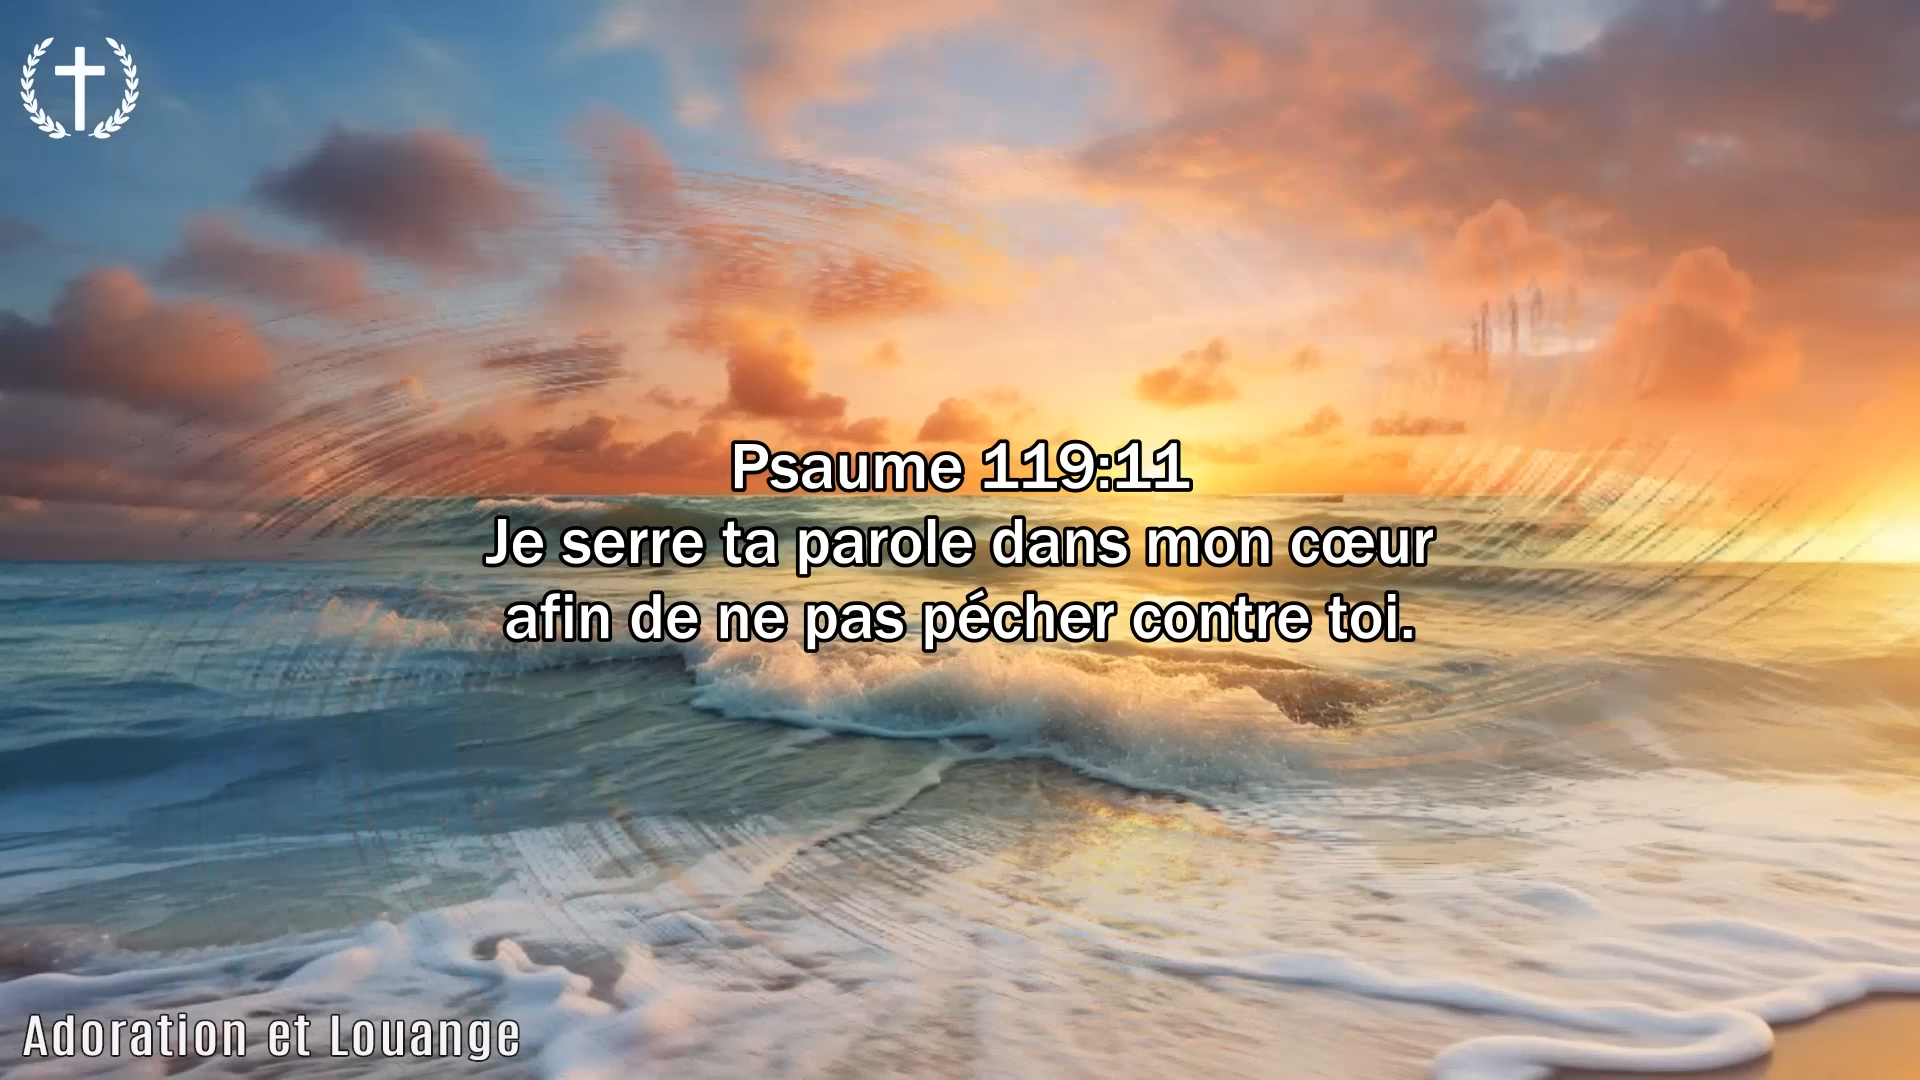 Psaume 119:11
Je serre ta parole dans mon cœur
afin de ne pas pécher contre toi.
Adoration et Louange